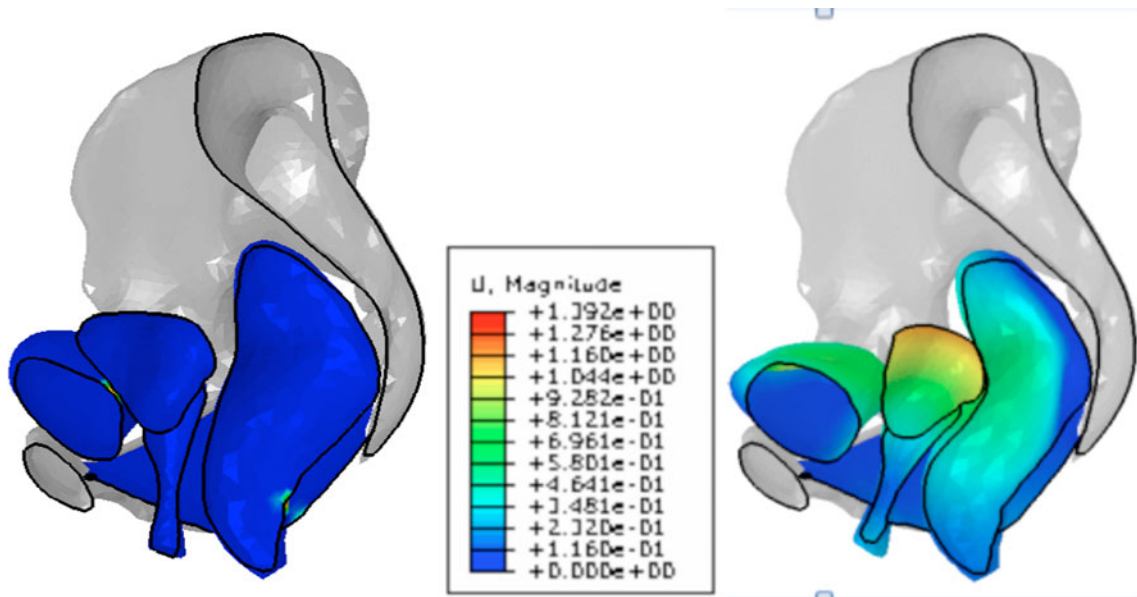 U, Magnitude
+1.392e+00
+1.276e+00
+1.160e+00
+1.044e+00
+9.282e-01
+8.121e-01
+6.961e-01
+5.801e-01
+4.641e-01
+3.481e-01
+2.320e-01
+1.160e-01
+0.000e+00